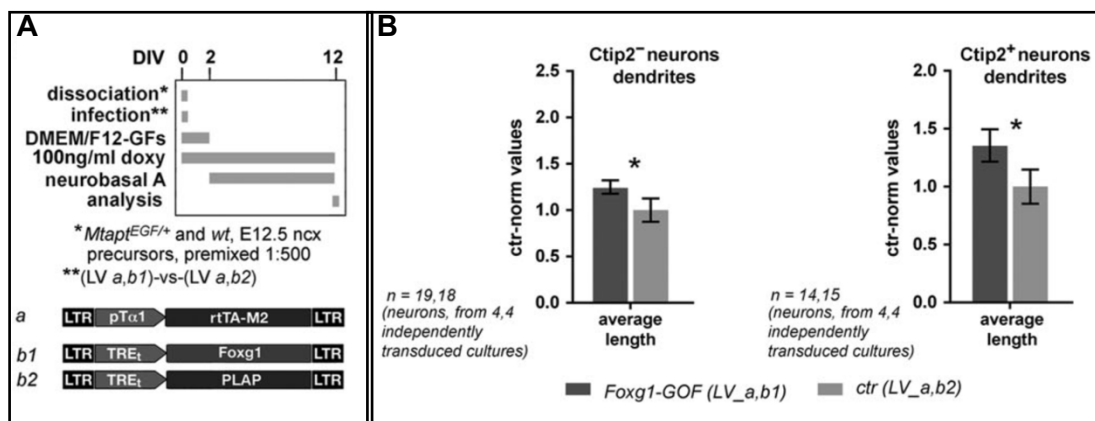 A
DIV 0 2 12
dissociation*
infection**
DMEM/F12-GFs
100ng/ml doxy
neurobasal A
analysis
*Mtapt^EGF/+ and wt, E12.5 ncx
precursors, premixed 1:500
**(LV a,b1)-vs-(LV a,b2)
a LTR pTα1 rtTA-M2 LTR
b1 LTR TREt Foxg1 LTR
b2 LTR TREt PLAP LTR
B
Ctip2⁻ neurons
dendrites
ctr-norm values
2.5
2.0
1.5
1.0
0.5
0.0
*
average
length
n = 19,18
(neurons, from 4,4
independently
transduced cultures)
Ctip2⁺ neurons
dendrites
ctr-norm values
2.0
1.5
1.0
0.5
0.0
*
average
length
n = 14,15
(neurons, from 4,4
independently
transduced cultures)
Foxg1-GOF (LV_a,b1) ctr (LV_a,b2)